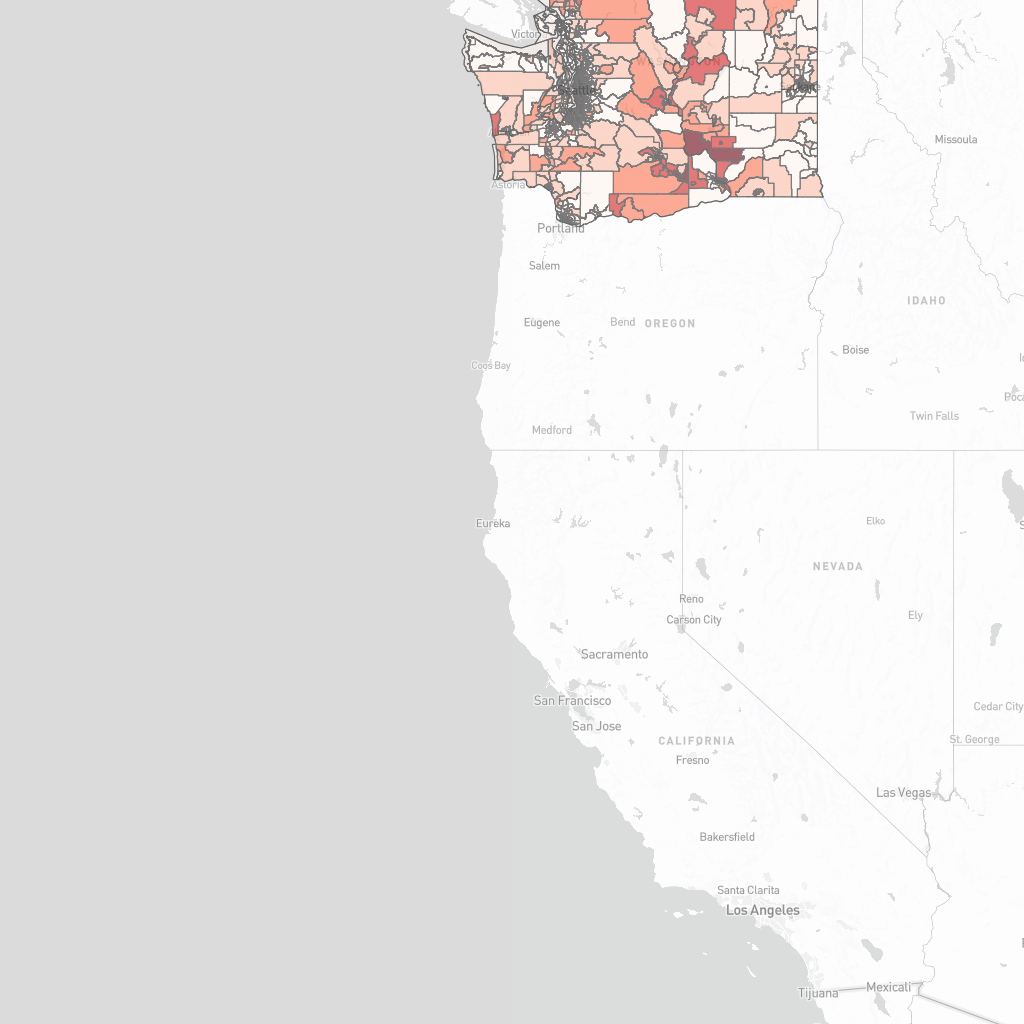 Victor
WASHINGTON
Seattle
Missoula
Astoria
Portland
Salem
IDAHO
Eugene
Bend
OREGON
Boise
Coos Bay
Twin Falls
Medford
Eureka
Elko
NEVADA
Reno
Ely
Carson City
Sacramento
San Francisco
Cedar City
San Jose
St. George
CALIFORNIA
Fresno
Las Vegas
Bakersfield
Santa Clarita
Los Angeles
Mexicali
Tijuana